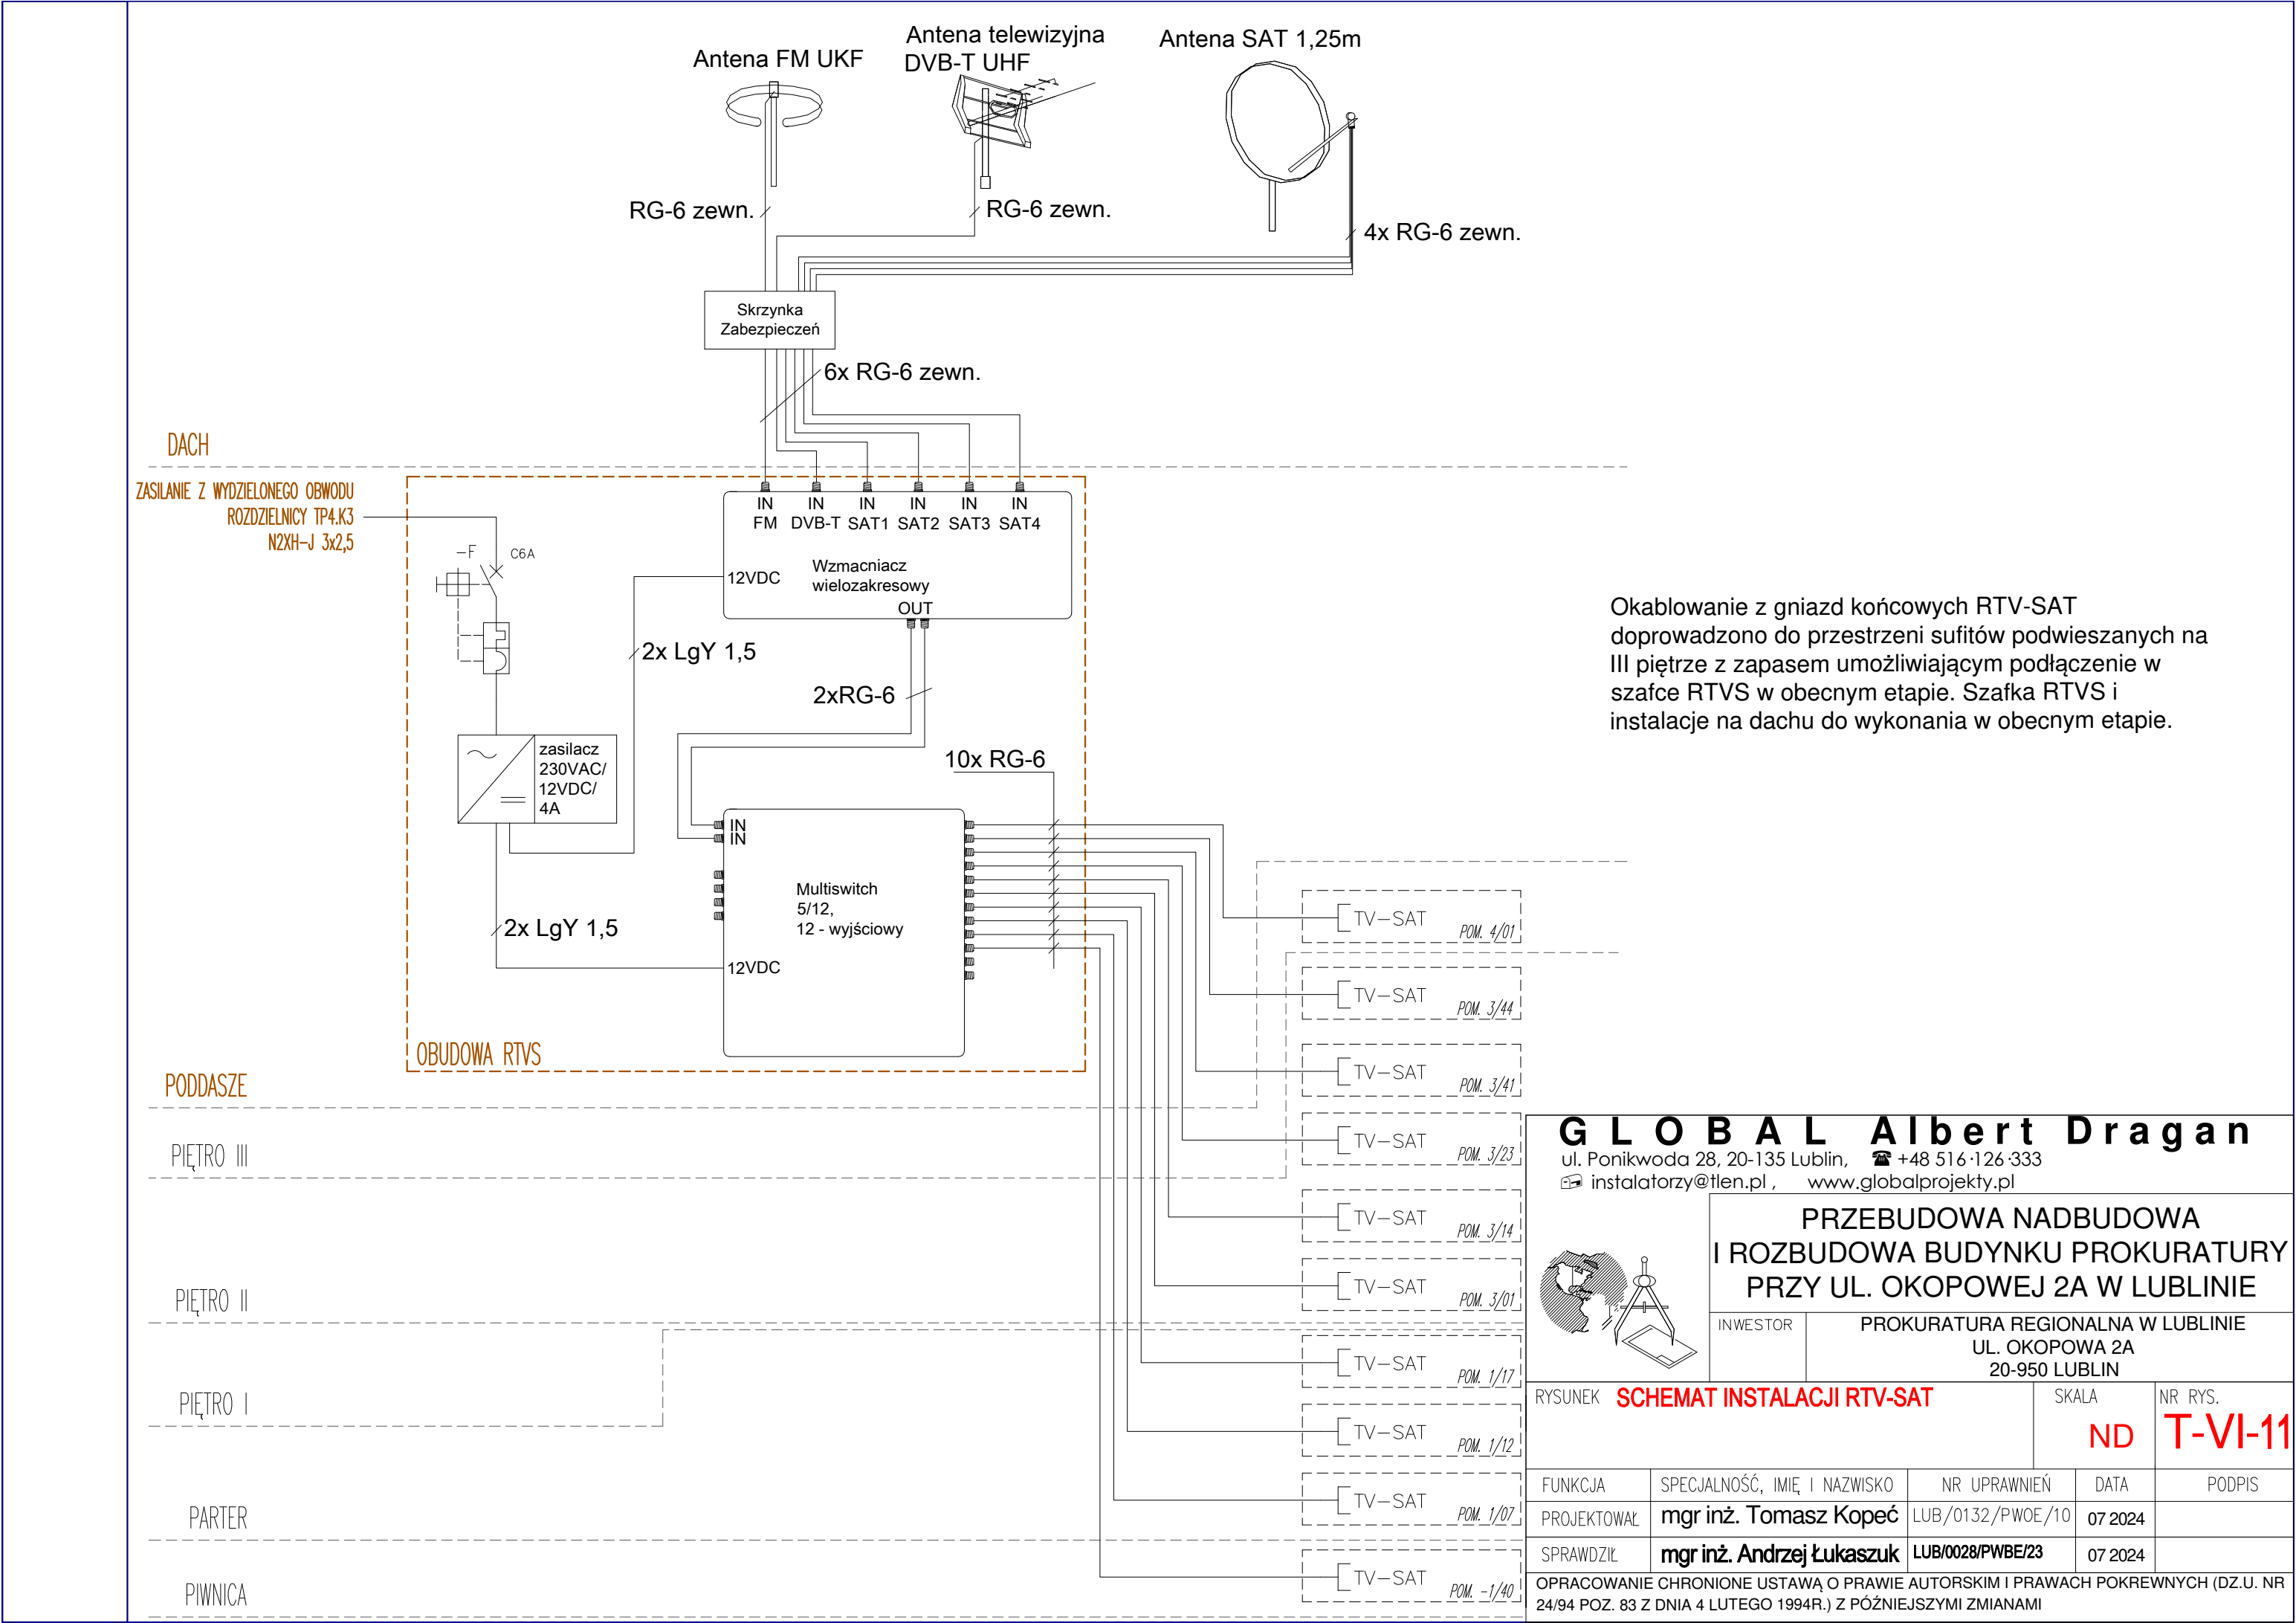 Antena FM UKF
Antena telewizyjna
DVB-T UHF
Antena SAT 1,25m
RG-6 zewn.
RG-6 zewn.
4x RG-6 zewn.
Skrzynka
Zabezpieczeń
6x RG-6 zewn.
DACH
ZASILANIE Z WYDZIELONEGO OBWODU
ROZDZIELNICY TP4.K3
N2XH-J 3x2,5
-F C6A
IN IN IN IN IN IN
FM DVB-T SAT1 SAT2 SAT3 SAT4
12VDC
Wzmacniacz
wielozakresowy
OUT
2x LgY 1,5
2xRG-6
Okablowanie z gniazd końcowych RTV-SAT
doprowadzono do przestrzeni sufitów podwieszanych na
III piętrze z zapasem umożliwiającym podłączenie w
szafce RTVS w obecnym etapie. Szafka RTVS i
instalacje na dachu do wykonania w obecnym etapie.
zasilacz
230VAC/
12VDC/
4A
10x RG-6
IN
IN
Multiswitch
5/12,
12 - wyjściowy
2x LgY 1,5
12VDC
OBUDOWA RTVS
PODDASZE
PIĘTRO III
PIĘTRO II
PIĘTRO I
PARTER
PIWNICA
TV-SAT
POM. 4/01
TV-SAT
POM. 3/44
TV-SAT
POM. 3/41
TV-SAT
POM. 3/23
TV-SAT
POM. 3/14
TV-SAT
POM. 3/01
TV-SAT
POM. 1/17
TV-SAT
POM. 1/12
TV-SAT
POM. 1/07
TV-SAT
POM. -1/40
GLOBAL Albert Dragan
ul. Ponikwoda 28, 20-135 Lublin, ☎ +48 516·126·333
instalatorzy@tlen.pl , www.globalprojekty.pl
PRZEBUDOWA NADBUDOWA
I ROZBUDOWA BUDYNKU PROKURATURY
PRZY UL. OKOPOWEJ 2A W LUBLINIE
INWESTOR
PROKURATURA REGIONALNA W LUBLINIE
UL. OKOPOWA 2A
20-950 LUBLIN
RYSUNEK SCHEMAT INSTALACJI RTV-SAT
SKALA
ND
NR RYS.
T-VI-11
FUNKCJA SPECJALNOŚĆ, IMIĘ I NAZWISKO NR UPRAWNIEŃ DATA PODPIS
PROJEKTOWAŁ mgr inż. Tomasz Kopeć LUB/0132/PWOE/10 07 2024
SPRAWDZIŁ mgr inż. Andrzej Łukaszuk LUB/0028/PWBE/23 07 2024
OPRACOWANIE CHRONIONE USTAWĄ O PRAWIE AUTORSKIM I PRAWACH POKREWNYCH (DZ.U. NR
24/94 POZ. 83 Z DNIA 4 LUTEGO 1994R.) Z PÓŹNIEJSZYMI ZMIANAMI